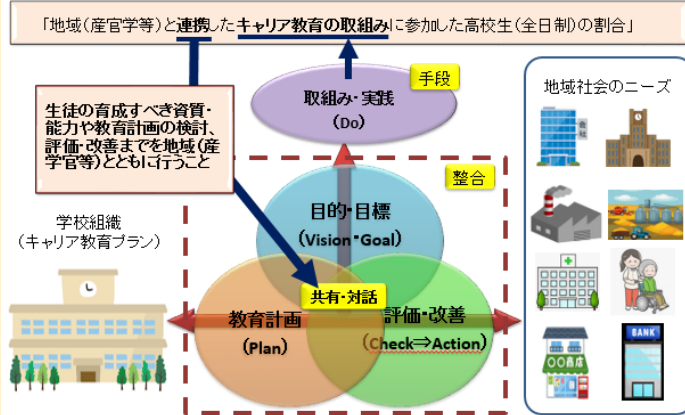 「地域(産官学等)と連携したキャリア教育の取組みに参加した高校生(全日制)の割合」
手段
取組み・実践
(Do)
生徒の育成すべき資質・
能力や教育計画の検討、
評価・改善までを地域(産
学官等)とともに行うこと
地域社会のニーズ
会社
整合
目的・目標
(Vision・Goal)
学校組織
(キャリア教育プラン)
共有・対話
教育計画
(Plan)
評価・改善
(Check⇒Action)
〇〇商店
BANK